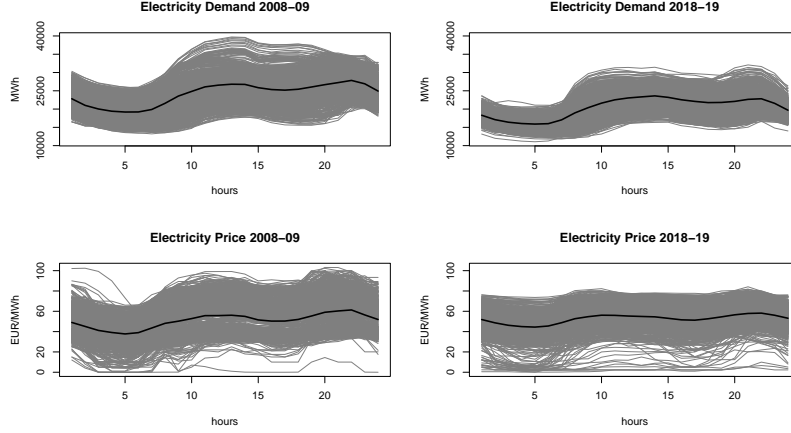 Electricity Demand 2008−09
MWh
10000 25000 40000
5 10 15 20
hours
Electricity Demand 2018−19
MWh
10000 25000 40000
5 10 15 20
hours
Electricity Price 2008−09
EUR/MWh
0 20 60 100
5 10 15 20
hours
Electricity Price 2018−19
EUR/MWh
0 20 60 100
5 10 15 20
hours